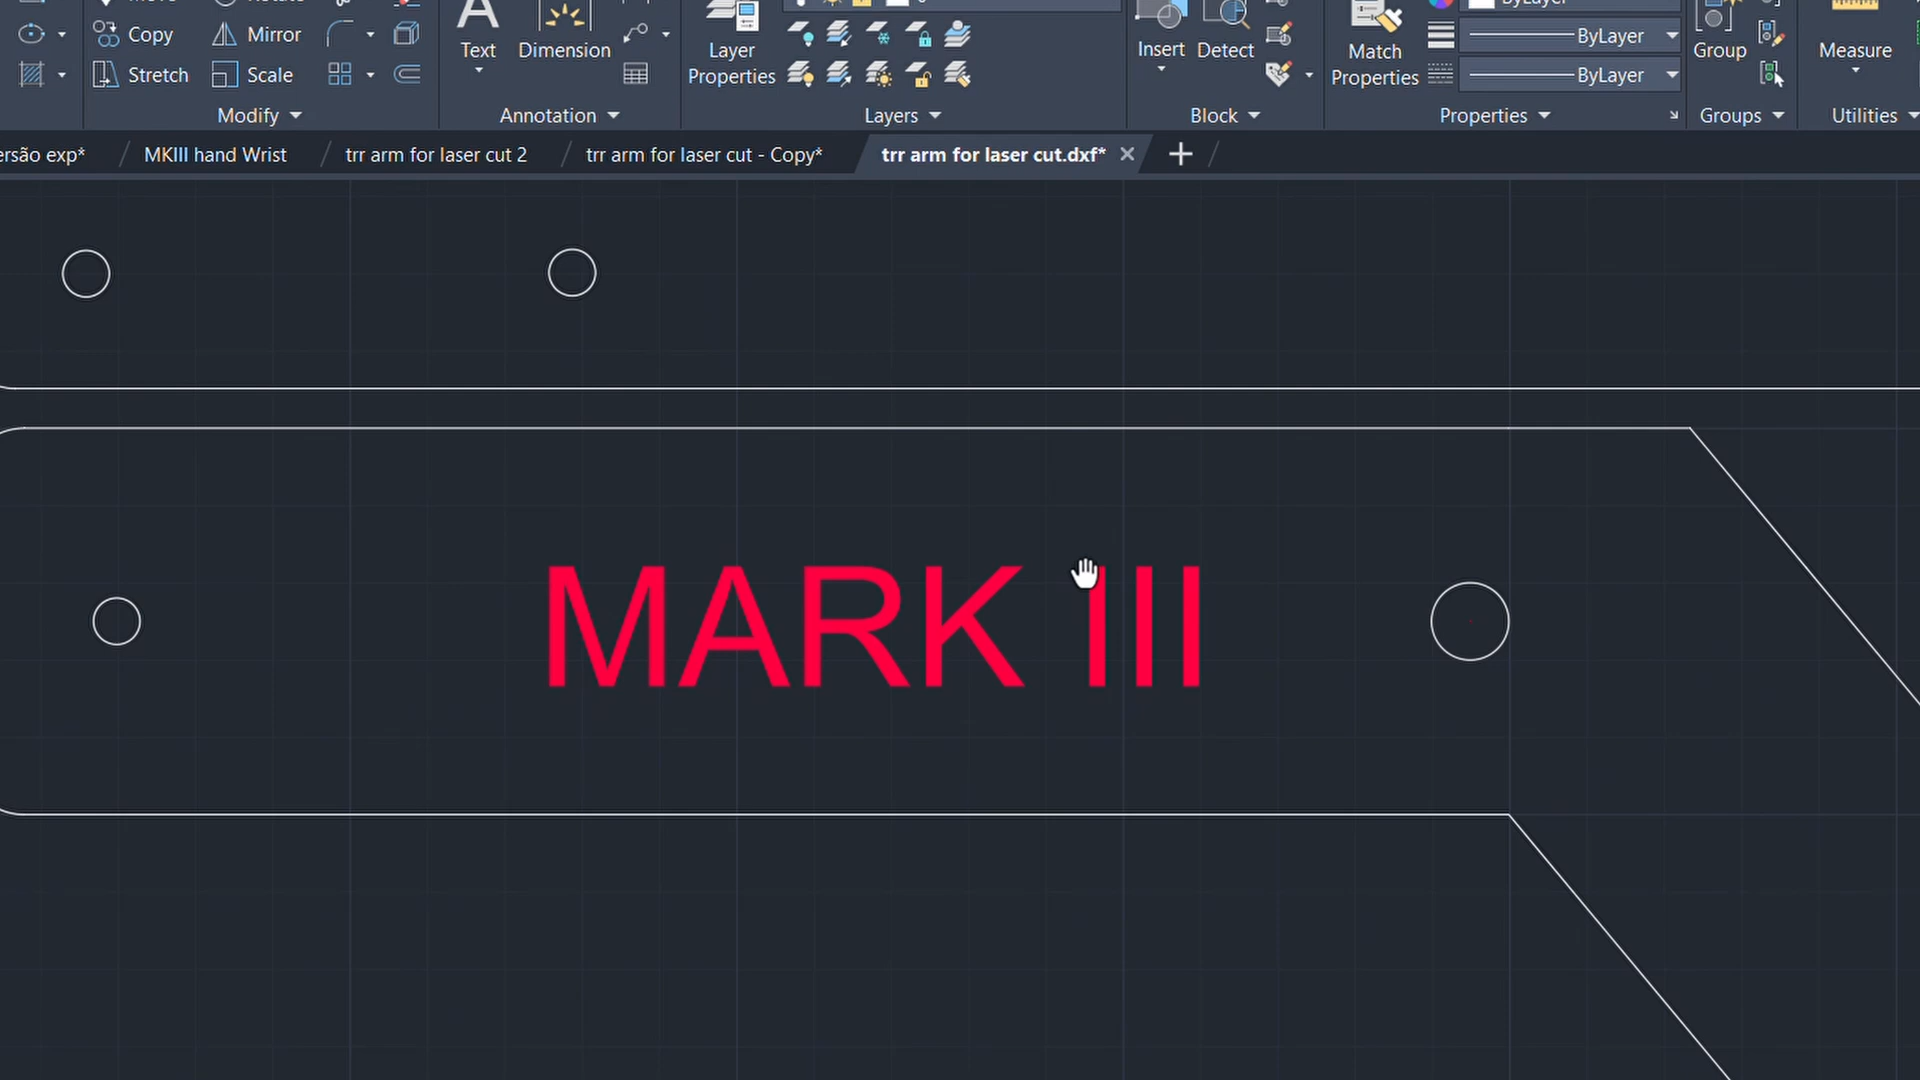 Copy Mirror Text Dimension Layer Properties Insert Detect Match Properties ByLayer Group Measure
Stretch Scale ByLayer
Modify Annotation Layers Block Properties Groups Utilities
ersão exp* MKIII hand Wrist trr arm for laser cut 2 trr arm for laser cut - Copy* trr arm for laser cut.dxf*
MARK III